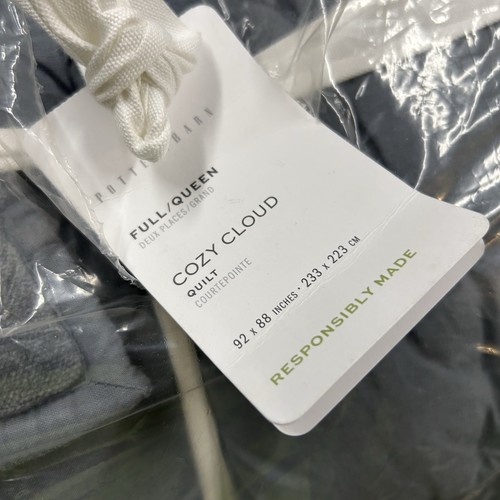 POTTERY BARN
FULL/QUEEN
DEUX PLACES/GRAND
COZY CLOUD
QUILT
COURTEPOINTE
92 x 88 INCHES · 233 x 223 CM
RESPONSIBLY MADE